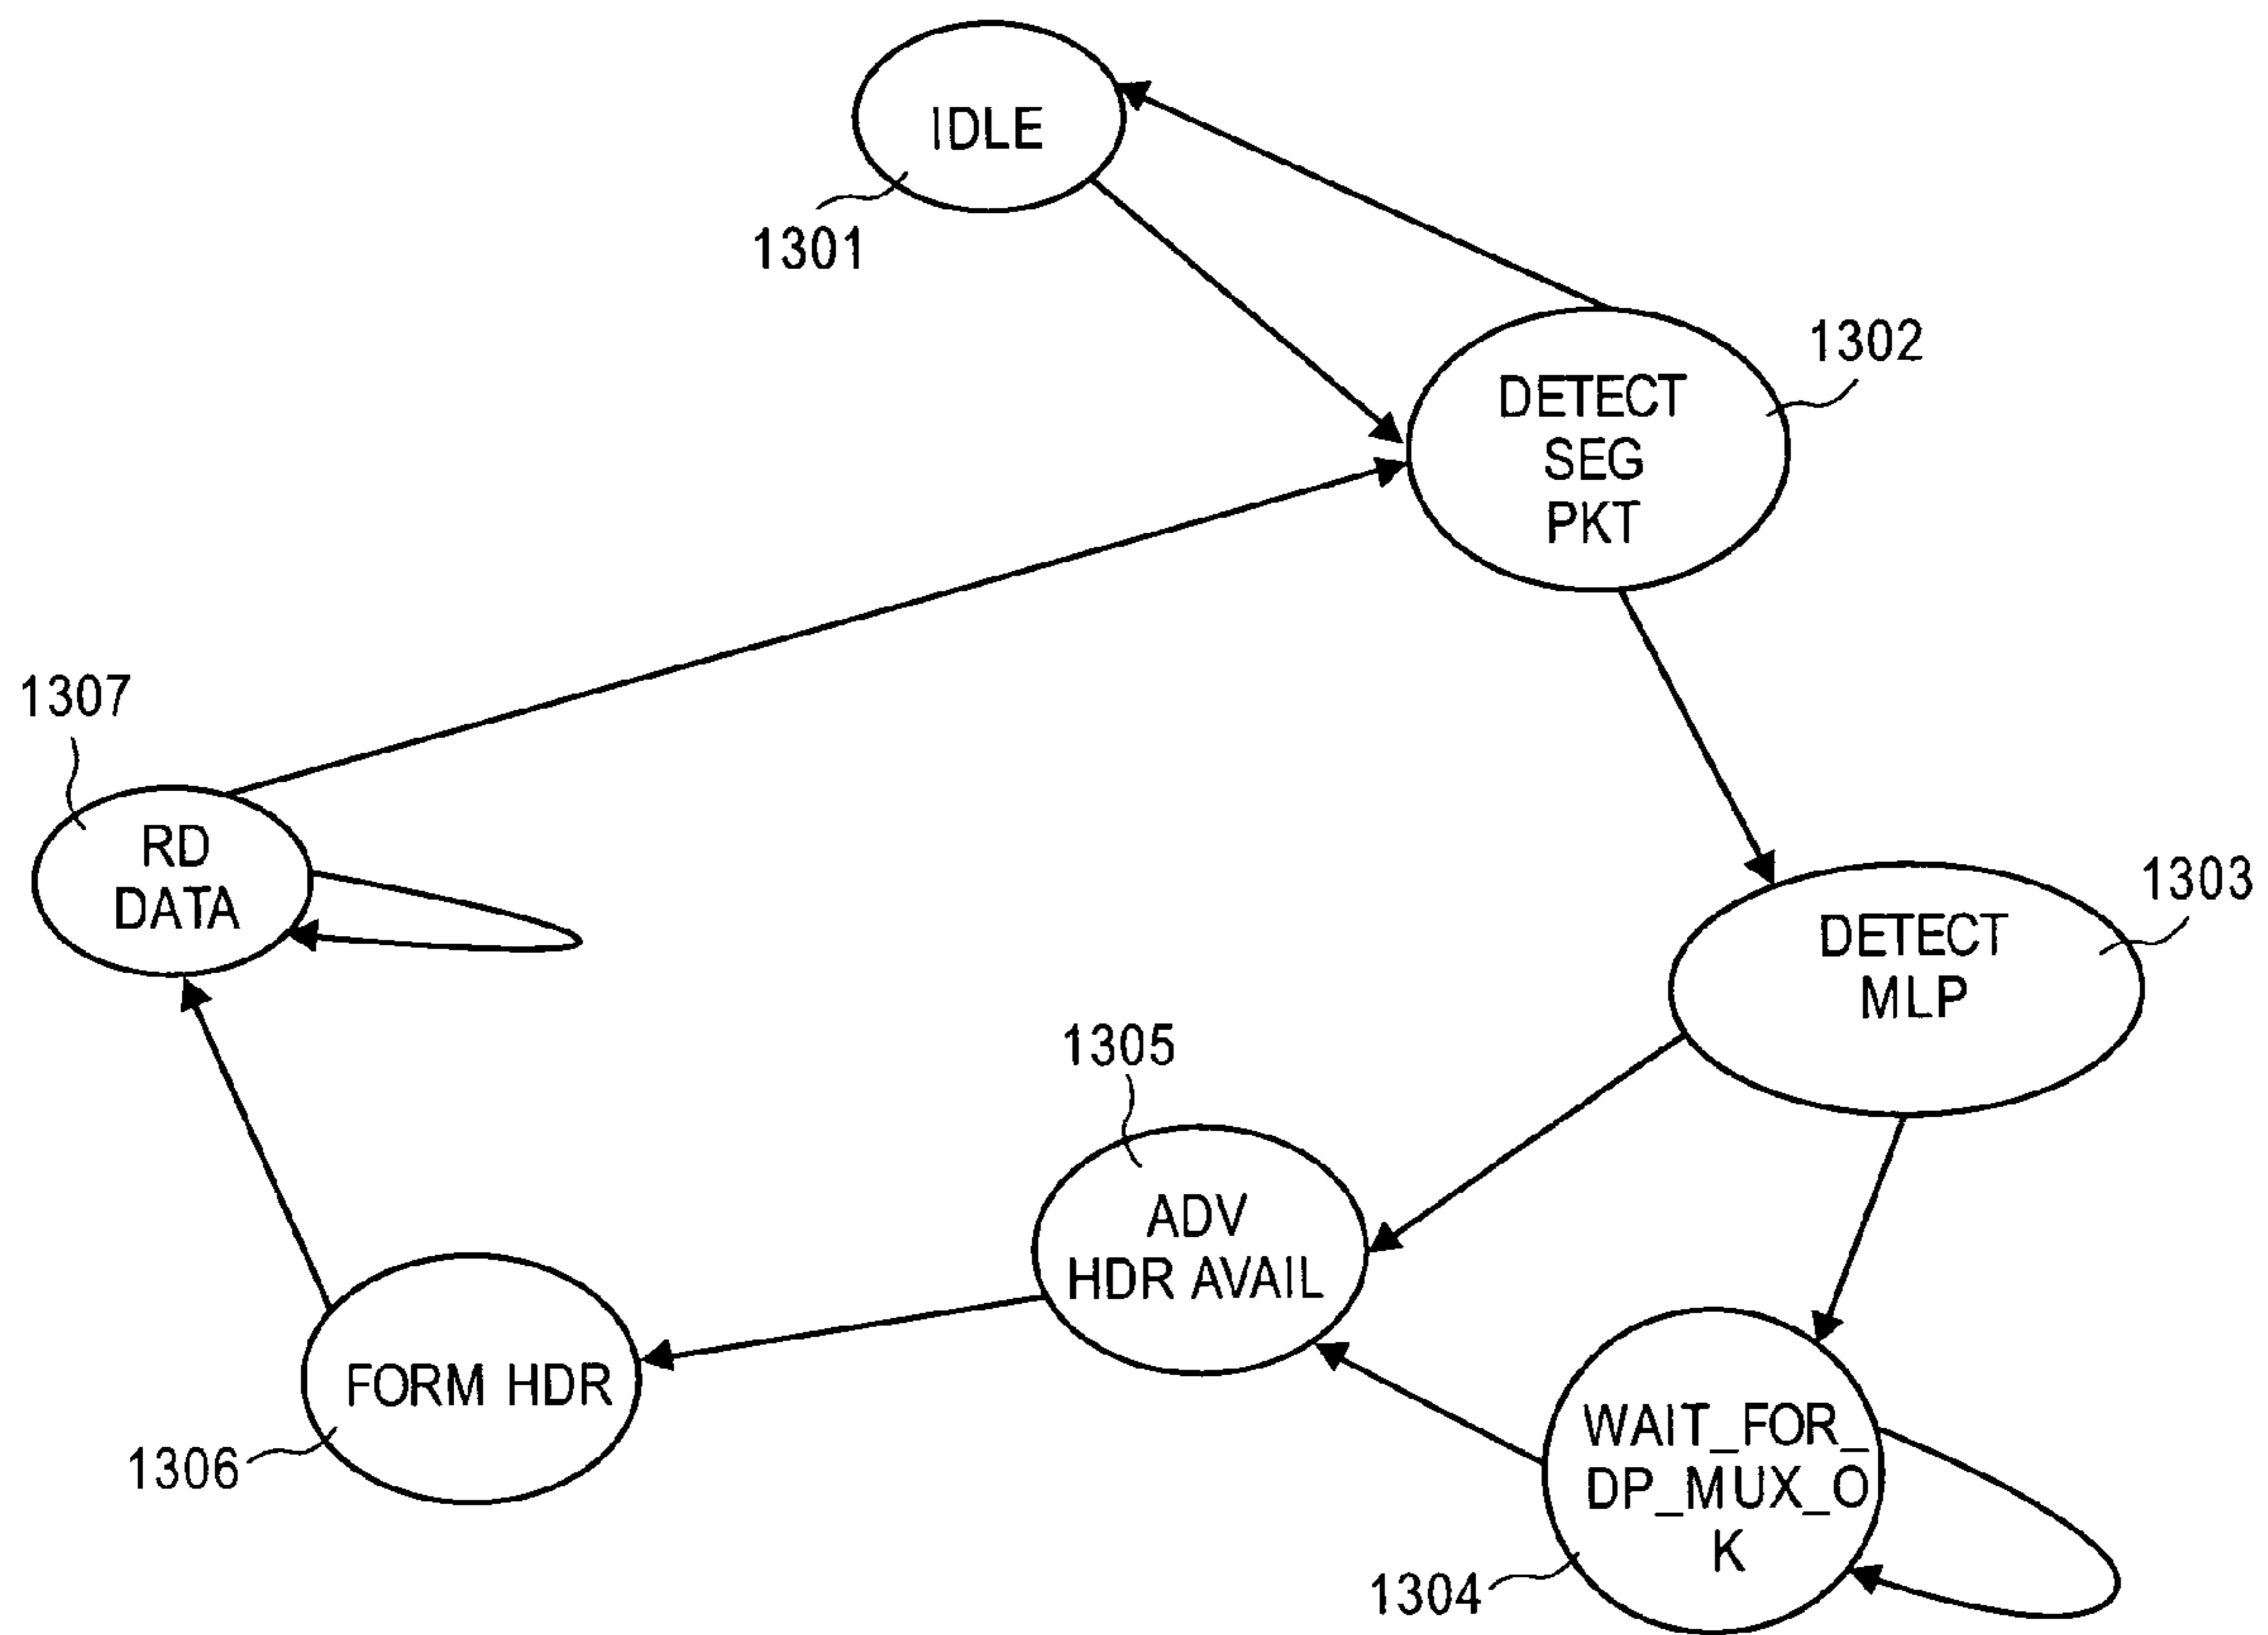 IDLE
1301
1302
DETECT
SEG
PKT
1307
RD
DATA
1303
DETECT
MLP
1305
ADV
HDR AVAIL
FORM HDR
1306
WAIT_FOR_
DP_MUX_O
K
1304